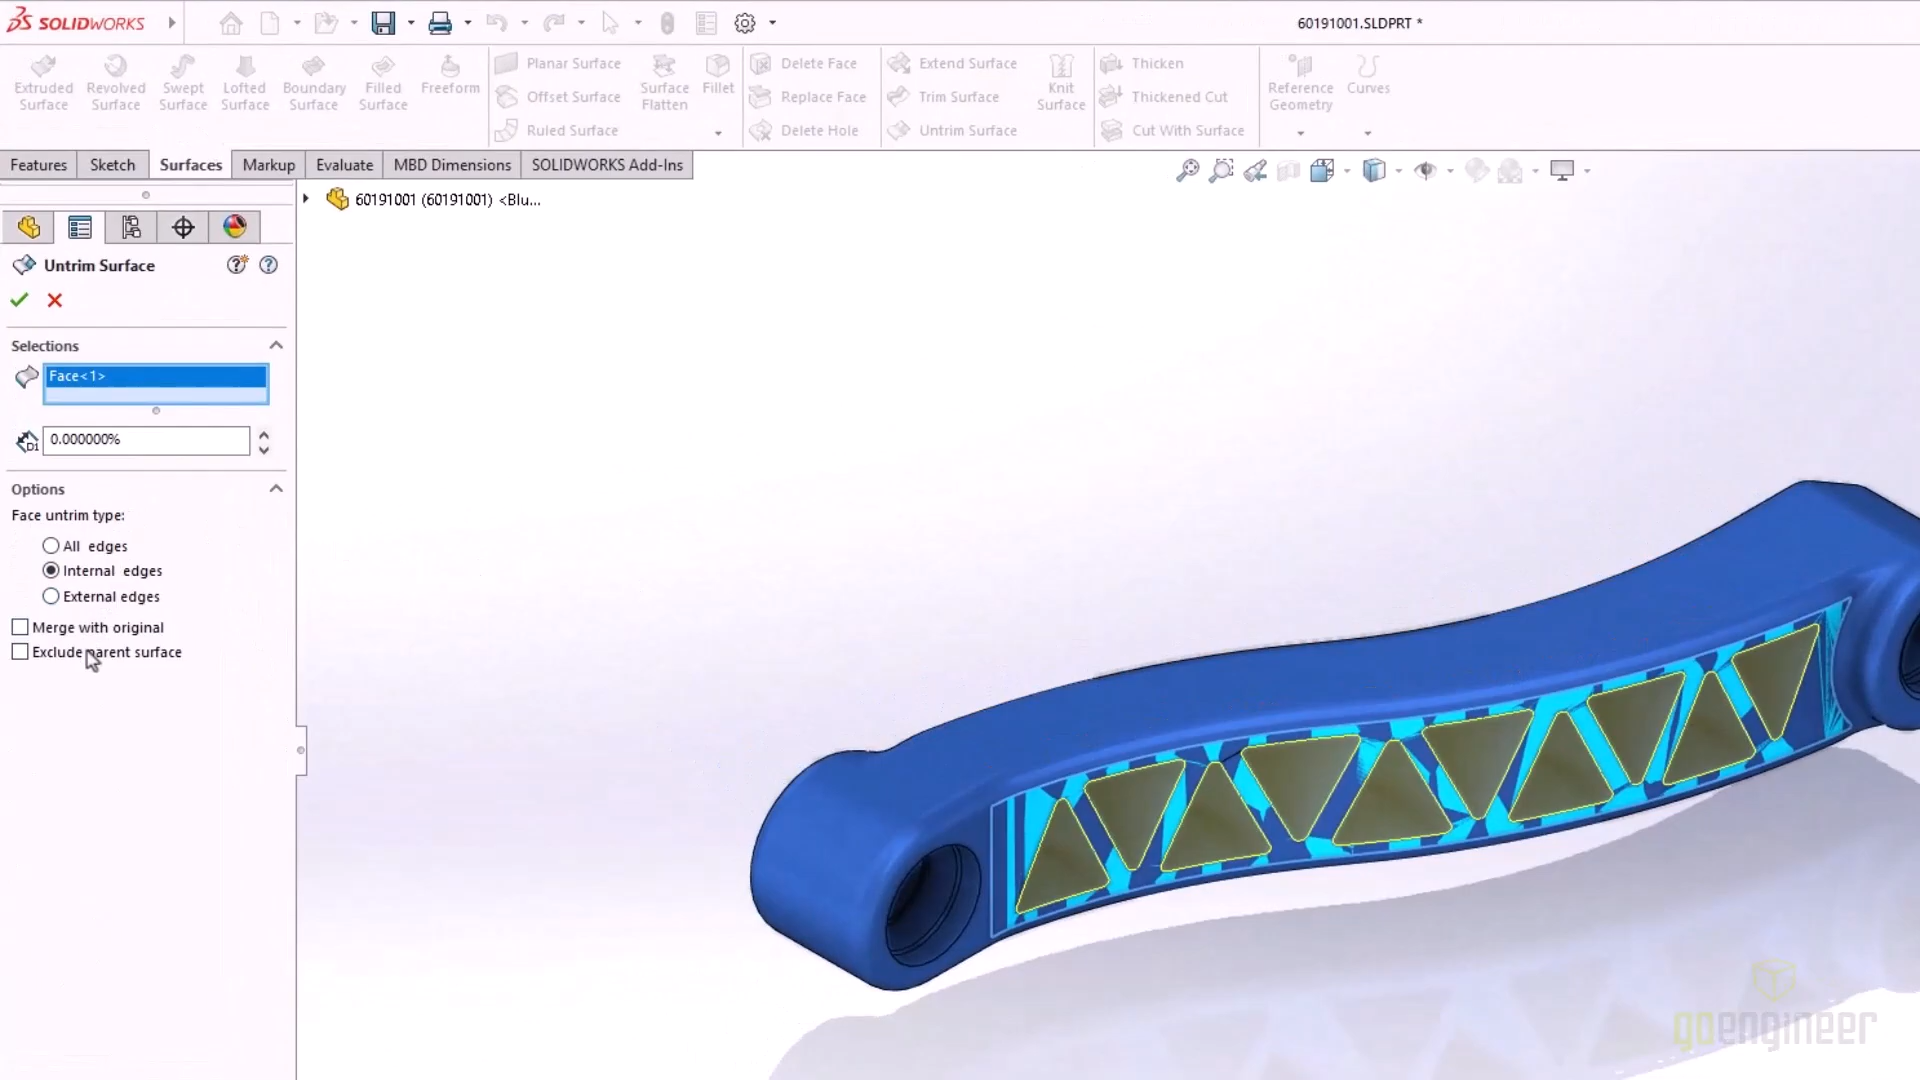 SOLIDWORKS
60191001.SLDPRT *
Extruded Surface
Revolved Surface
Swept Surface
Lofted Surface
Boundary Surface
Filled Surface
Freeform
Planar Surface
Offset Surface
Ruled Surface
Surface Flatten
Fillet
Delete Face
Replace Face
Delete Hole
Extend Surface
Trim Surface
Untrim Surface
Knit Surface
Thicken
Thickened Cut
Cut With Surface
Reference Geometry
Curves
Features
Sketch
Surfaces
Markup
Evaluate
MBD Dimensions
SOLIDWORKS Add-Ins
60191001 (60191001) <Blu...
Untrim Surface
Selections
Face<1>
D1
0.000000%
Options
Face untrim type:
All edges
Internal edges
External edges
Merge with original
Exclude parent surface
goengineer